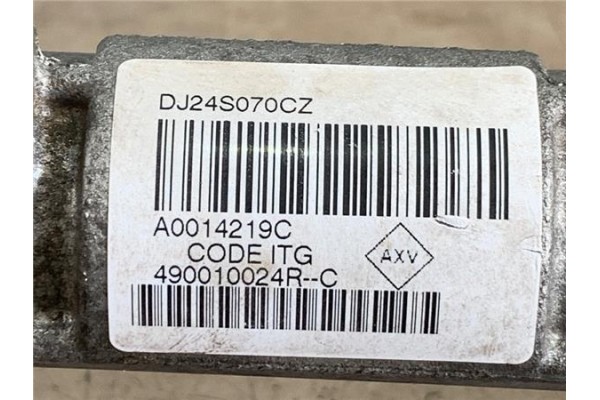 DJ24S070CZ
A0014219C
CODE ITG
AXV
490010024R--C